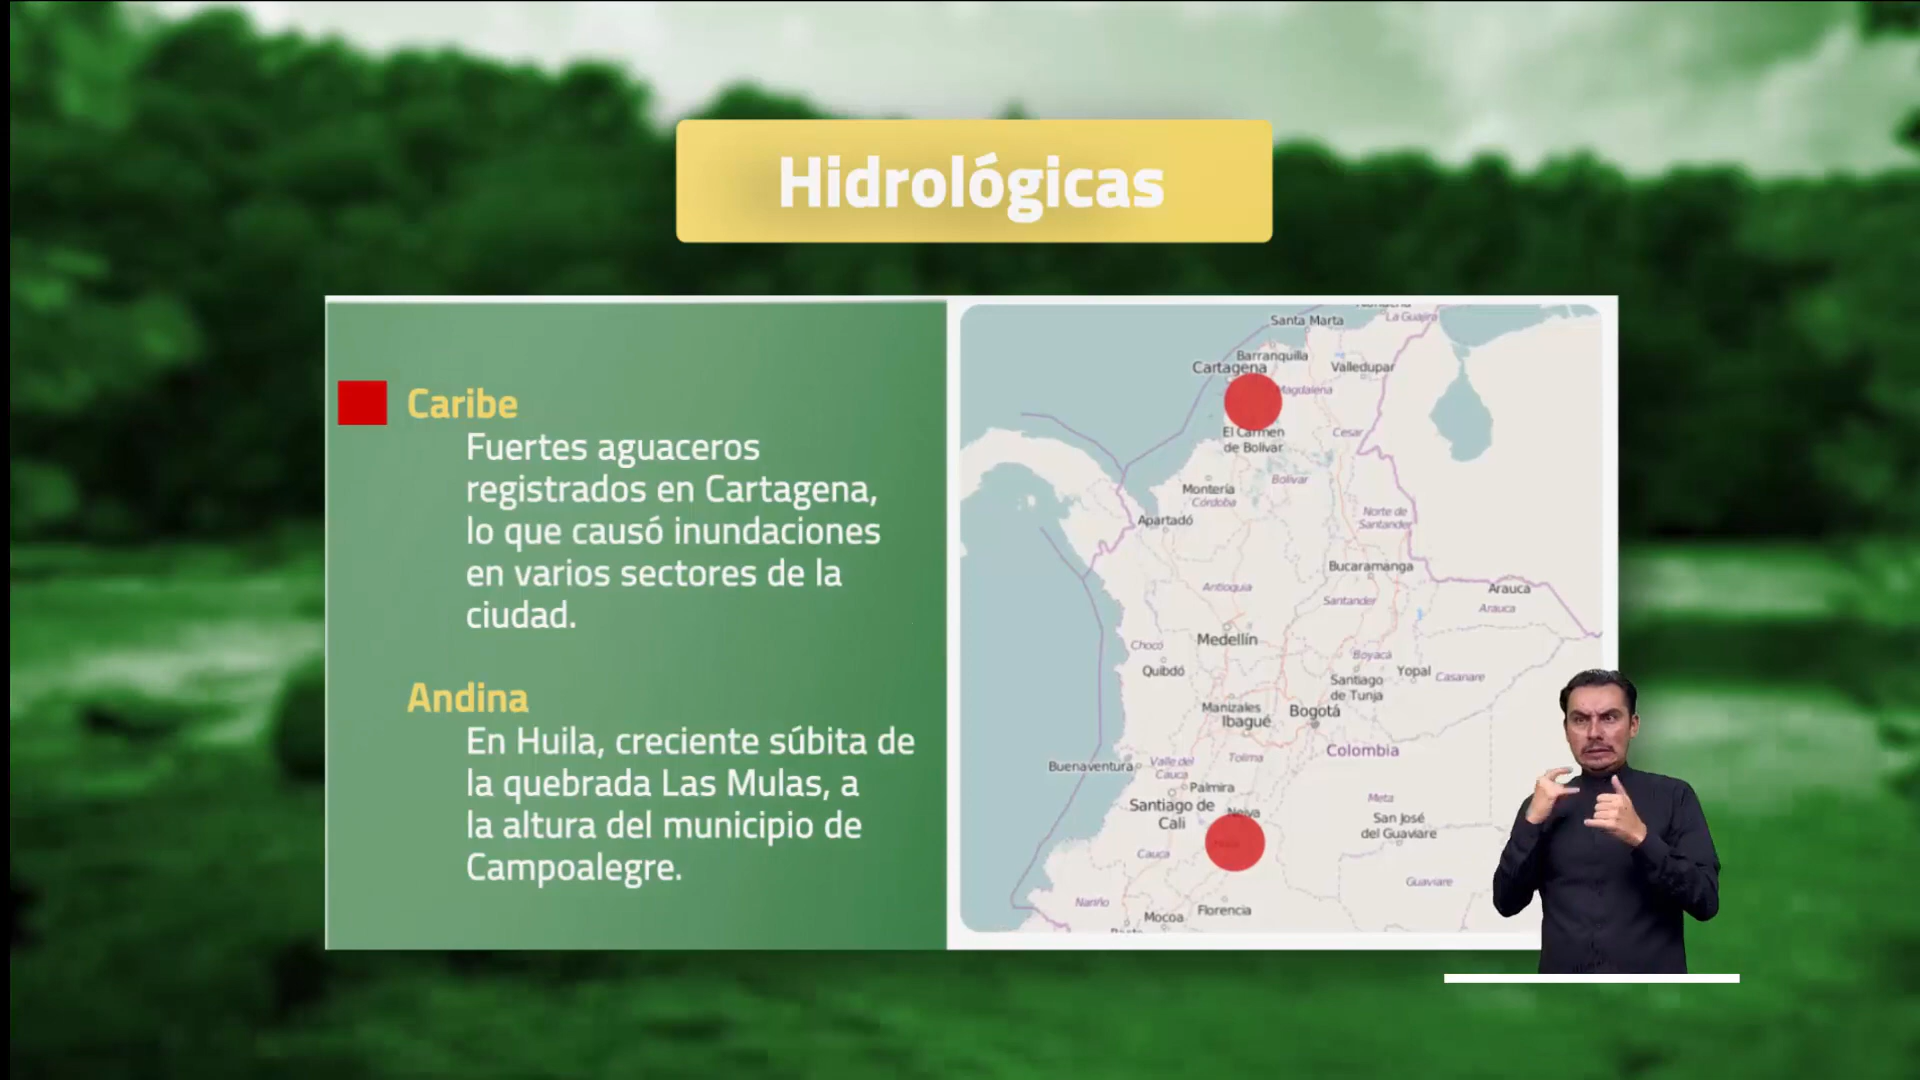 Hidrológicas
Caribe
Fuertes aguaceros
registrados en Cartagena,
lo que causó inundaciones
en varios sectores de la
ciudad.
Andina
En Huila, creciente súbita de
la quebrada Las Mulas, a
la altura del municipio de
Campoalegre.
Santa Marta
La Guajira
Barranquilla
Cartagena
Valledupar
Magdalena
El Carmen
de Bolívar
Cesar
Bolívar
Montería
Córdoba
Apartadó
Norte de
Santander
Bucaramanga
Antioquia
Santander
Arauca
Arauca
Medellín
Chocó
Quibdó
Boyacá
Yopal
Casanare
Santiago
de Tunja
Manizales
Ibagué
Bogotá
Colombia
Tolima
Buenaventura
Valle del
Cauca
Palmira
Santiago de
Cali
Neiva
Meta
San José
del Guaviare
Cauca
Guaviare
Nariño
Mocoa
Florencia